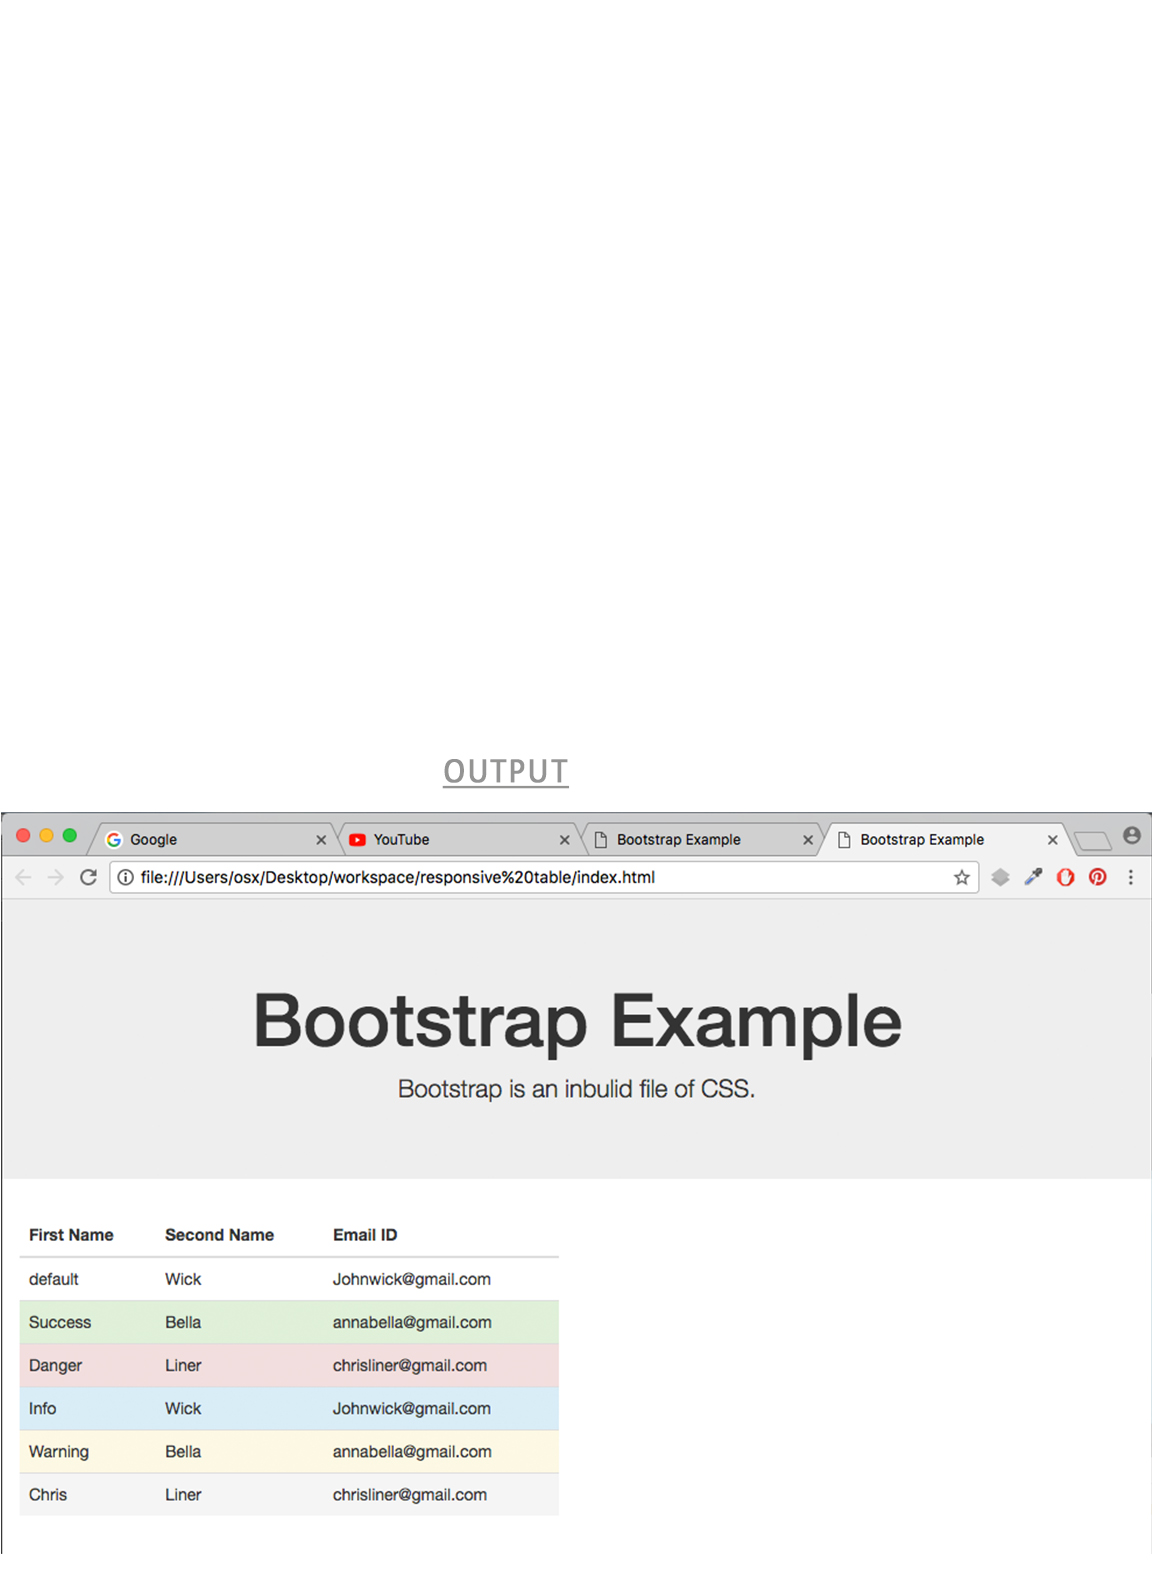 OUTPUT
Google
YouTube
Bootstrap Example
Bootstrap Example
file:///Users/osx/Desktop/workspace/responsive%20table/index.html
Bootstrap Example
Bootstrap is an inbulid file of CSS.
First Name Second Name Email ID
default Wick Johnwick@gmail.com
Success Bella annabella@gmail.com
Danger Liner chrisliner@gmail.com
Info Wick Johnwick@gmail.com
Warning Bella annabella@gmail.com
Chris Liner chrisliner@gmail.com